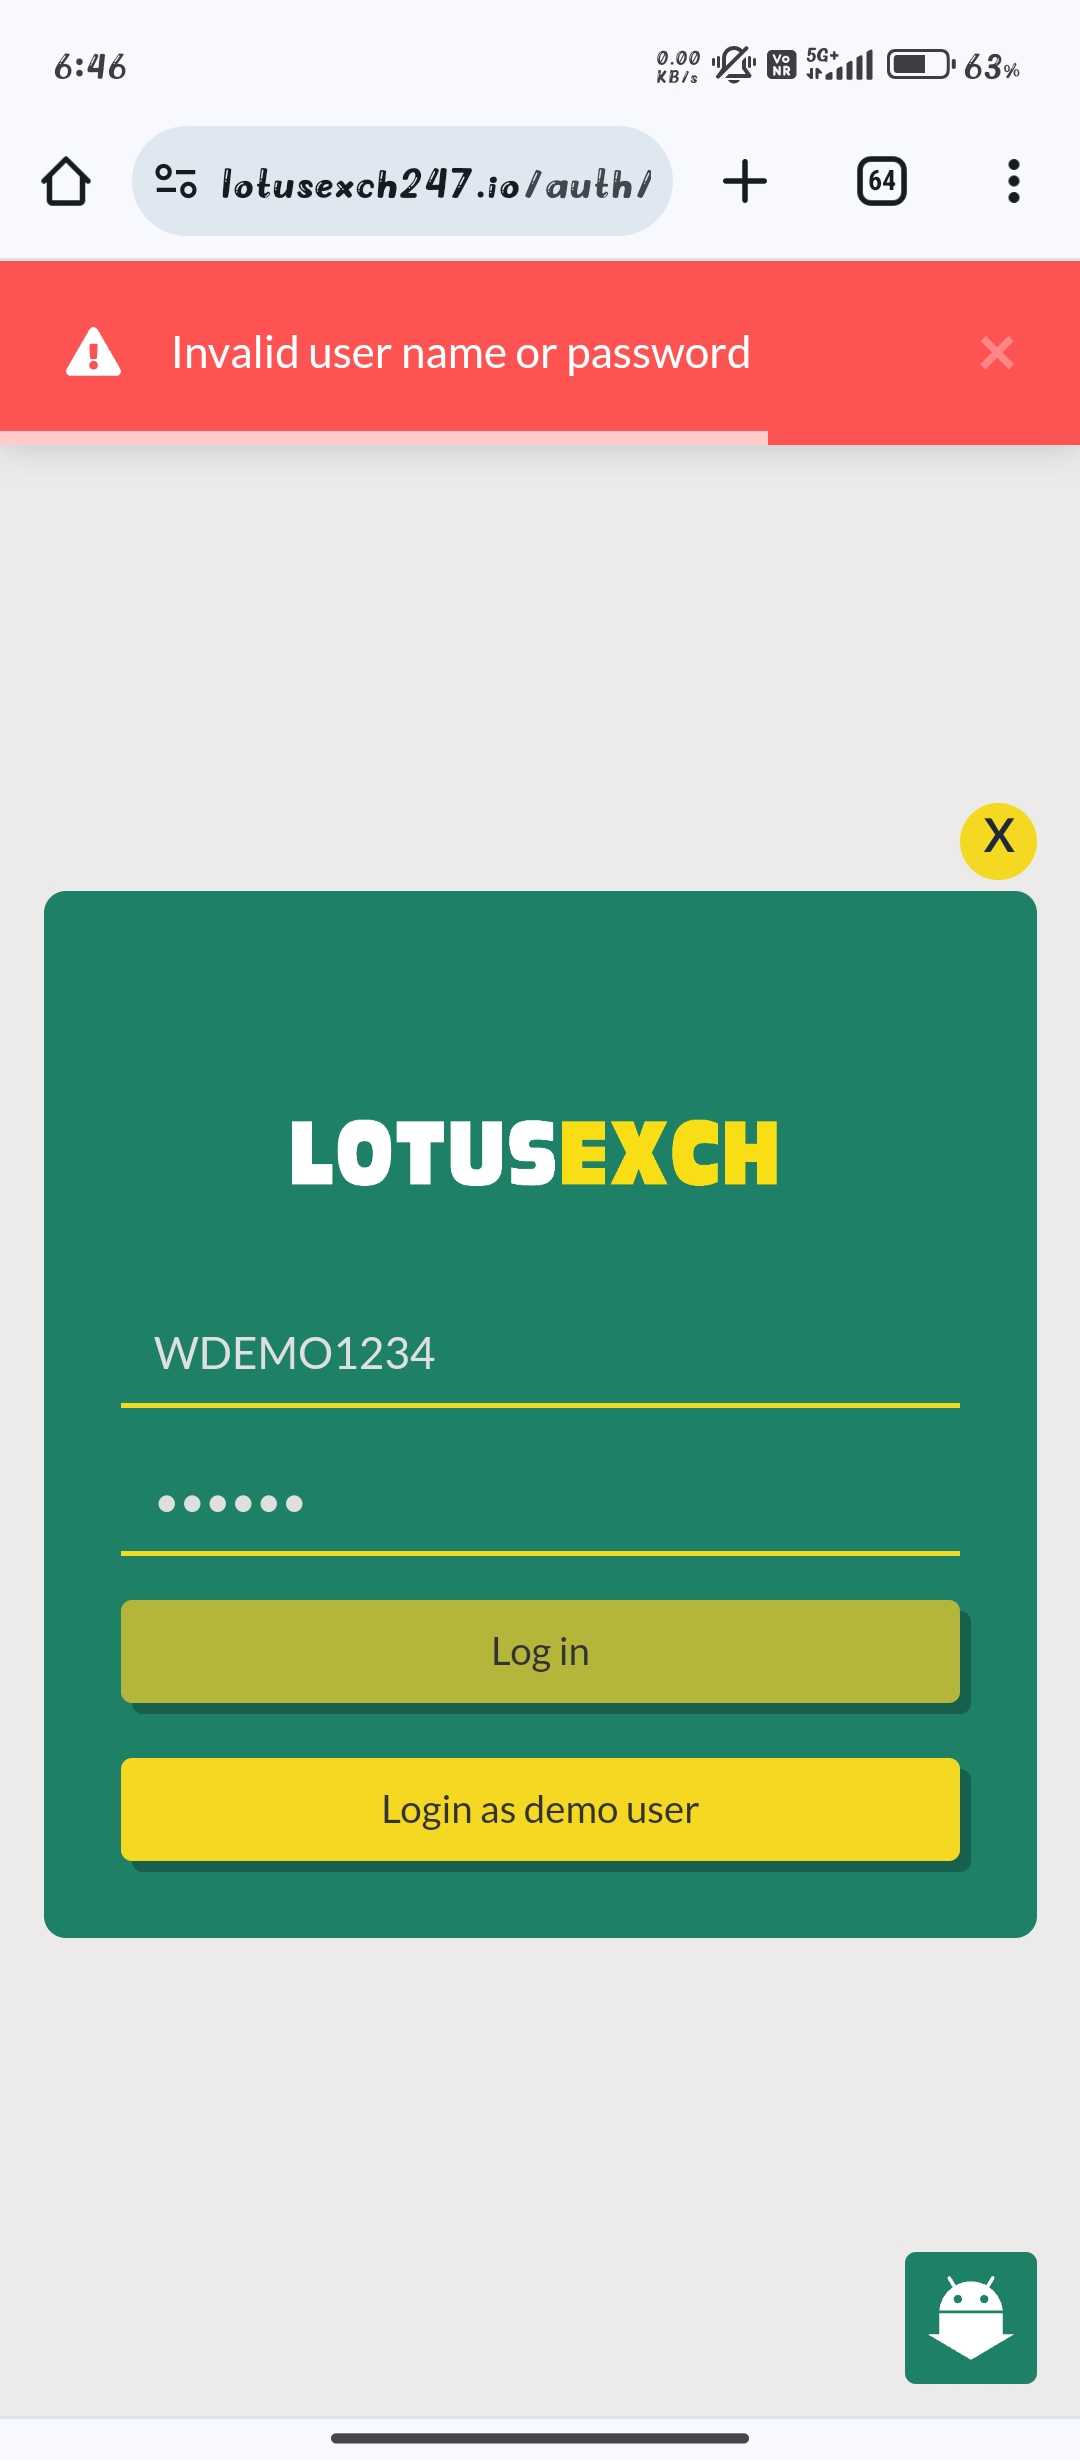 6:46
0.00 KB/s
Vo NR
5G+
63%
lotusexch247.io/auth/
64
Invalid user name or password
X
LOTUSEXCH
WDEMO1234
••••••
Log in
Login as demo user